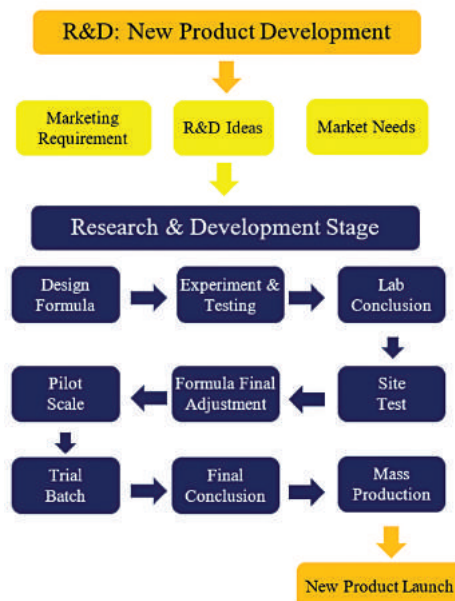 R&D: New Product Development
Marketing
Requirement
R&D Ideas
Market Needs
Research & Development Stage
Design
Formula
Experiment &
Testing
Lab
Conclusion
Pilot
Scale
Formula Final
Adjustment
Site
Test
Trial
Batch
Final
Conclusion
Mass
Production
New Product Launch